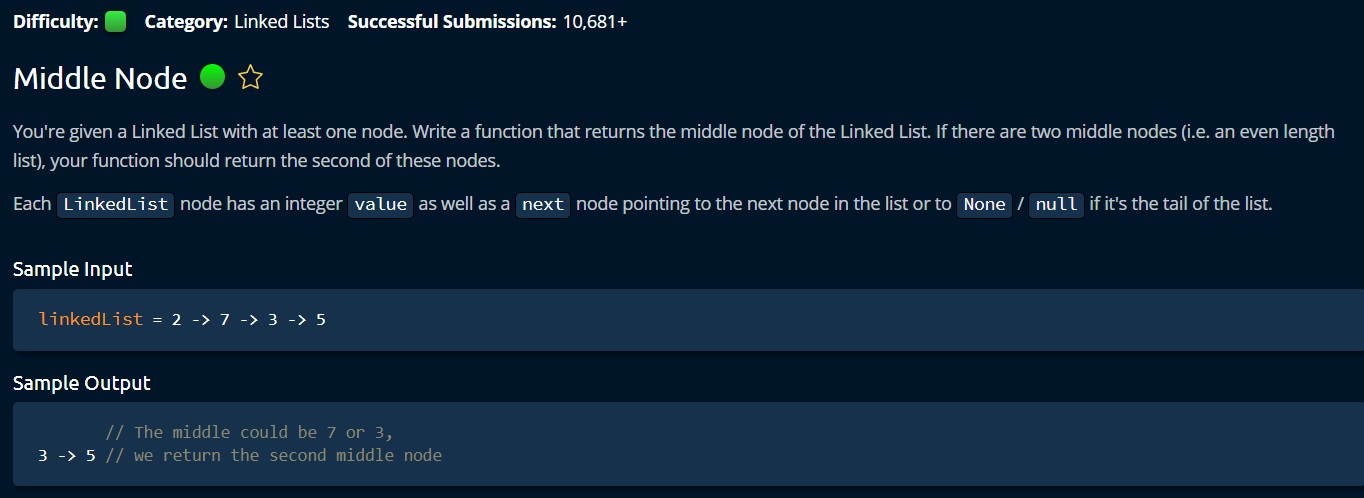 Difficulty: Category: Linked Lists Successful Submissions: 10,681+
Middle Node
You're given a Linked List with at least one node. Write a function that returns the middle node of the Linked List. If there are two middle nodes (i.e. an even length
list), your function should return the second of these nodes.
Each LinkedList node has an integer value as well as a next node pointing to the next node in the list or to None / null if it's the tail of the list.
Sample Input
linkedList = 2 -> 7 -> 3 -> 5
Sample Output
// The middle could be 7 or 3,
3 -> 5 // we return the second middle node